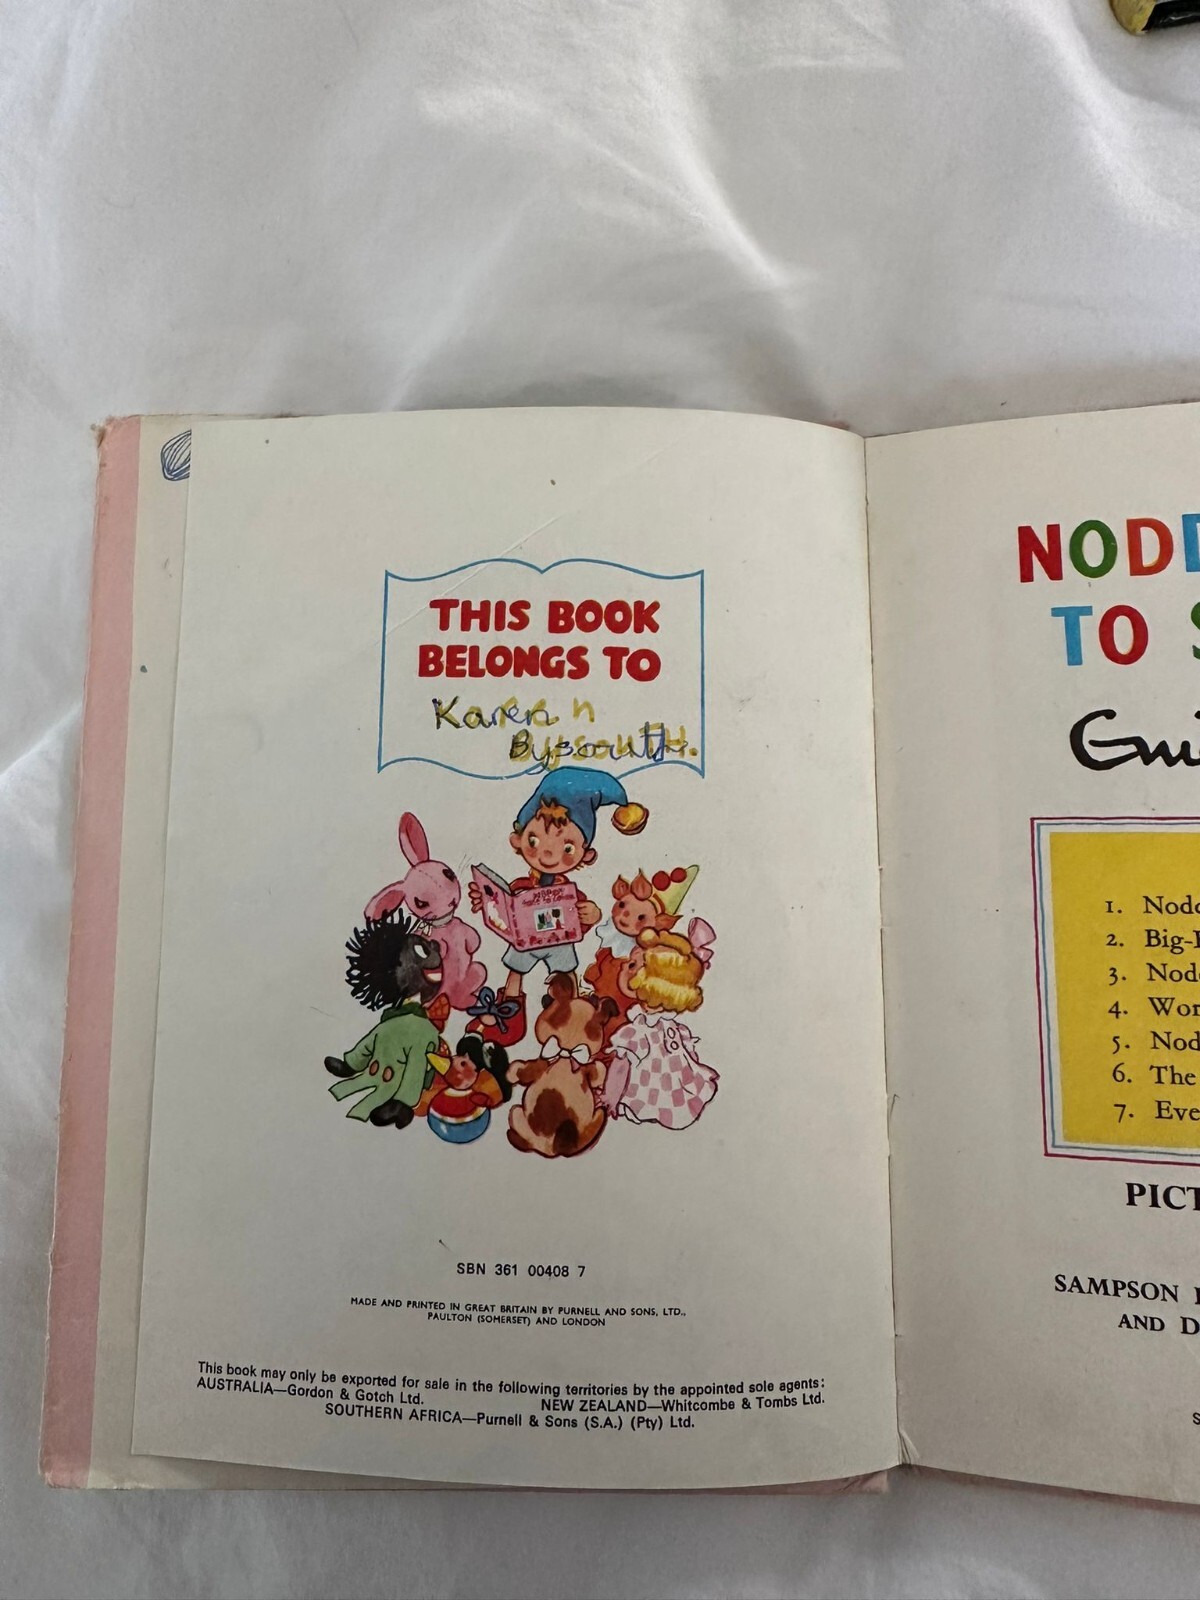 THIS BOOK
BELONGS TO
Karen
Bysouth.
SBN 361 00408 7
MADE AND PRINTED IN GREAT BRITAIN BY PURNELL AND SONS, LTD.,
PAULTON (SOMERSET) AND LONDON
This book may only be exported for sale in the following territories by the appointed sole agents:
AUSTRALIA—Gordon & Gotch Ltd. NEW ZEALAND—Whitcombe & Tombs Ltd.
SOUTHERN AFRICA—Purnell & Sons (S.A.) (Pty) Ltd.
NODD
TO S
Eni
1. Nodd
2. Big-E
3. Nod
4. Wor
5. Nod
6. The
7. Eve
PICT
SAMPSON
AND D